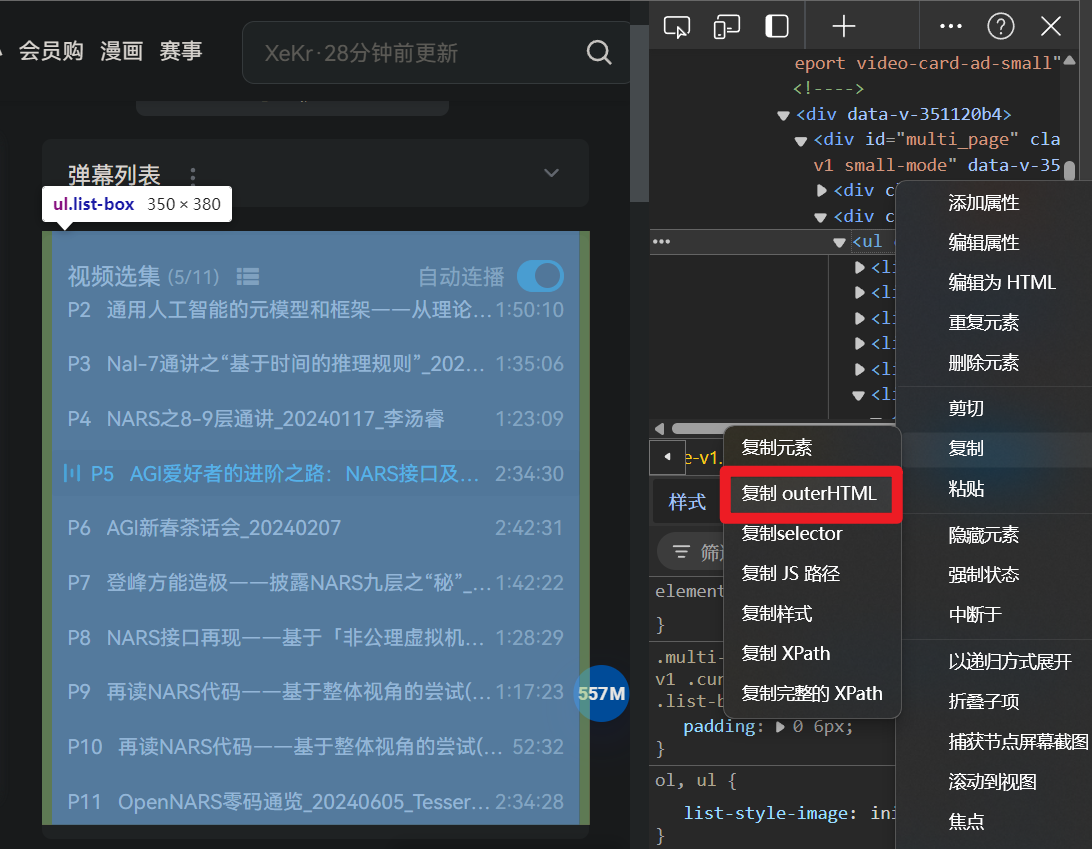 会员购 漫画 赛事
XeKr·28分钟前更新
弹幕列表
ul.list-box 350 × 380
视频选集 (5/11) 自动连播
P2 通用人工智能的元模型和框架——从理论… 1:50:10
P3 Nal-7通讲之“基于时间的推理规则”_202… 1:35:06
P4 NARS之8-9层通讲_20240117_李汤睿 1:23:09
P5 AGI爱好者的进阶之路：NARS接口及… 2:34:30
P6 AGI新春茶话会_20240207 2:42:31
P7 登峰方能造极——披露NARS九层之“秘”_… 1:42:22
P8 NARS接口再现——基于「非公理虚拟机… 1:28:29
P9 再读NARS代码——基于整体视角的尝试(… 1:17:23
557M
P10 再读NARS代码——基于整体视角的尝试(… 52:32
P11 OpenNARS零码通览_20240605_Tesser… 2:34:28
eport video-card-ad-small"
<!---->
<div data-v-351120b4>
<div id="multi_page" cla
v1 small-mode" data-v-35
<div c
<div c
<ul
<li
<li
<li
<li
<li
<li
e-v1.
样式
筛
element
}
.multi-
v1 .cur
.list-b
padding: 0 6px;
}
ol, ul {
list-style-image: ini
}
添加属性
编辑属性
编辑为 HTML
重复元素
删除元素
剪切
复制
粘贴
隐藏元素
强制状态
中断于
以递归方式展开
折叠子项
捕获节点屏幕截图
滚动到视图
焦点
复制元素
复制 outerHTML
复制selector
复制 JS 路径
复制样式
复制 XPath
复制完整的 XPath